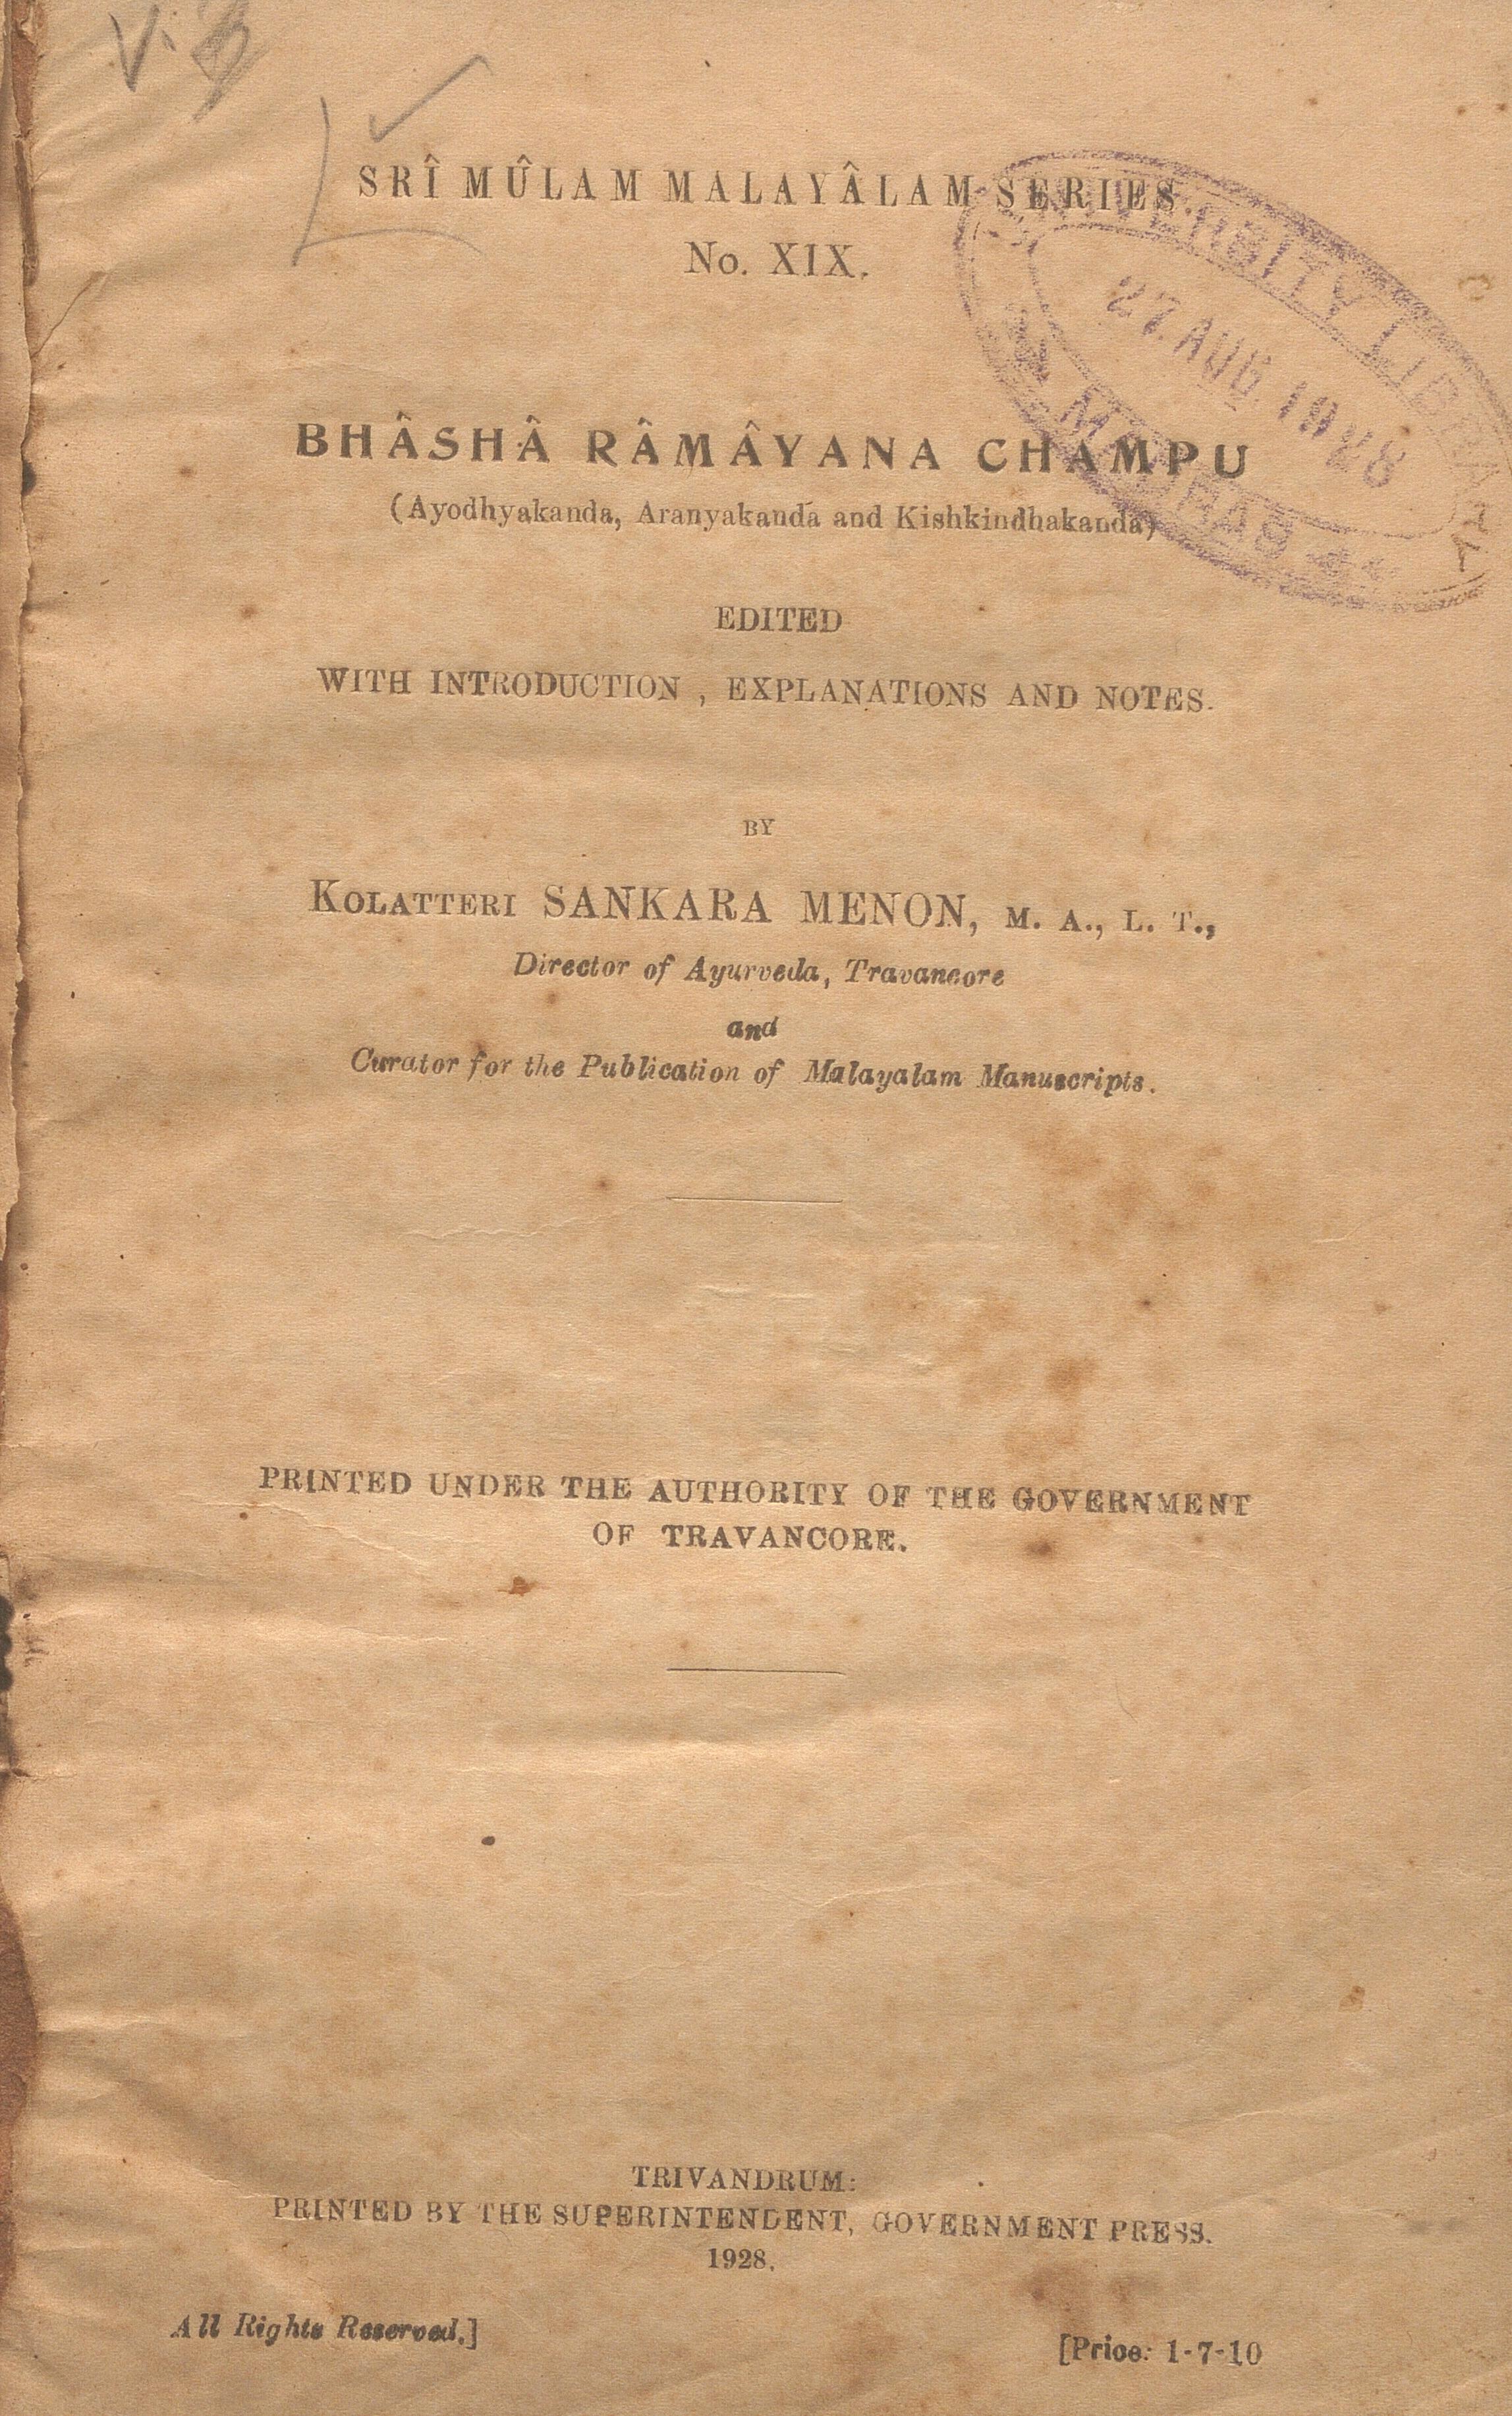 SRÎ MÛLAM MALAYÂLAM SERIES
No. XIX.
UNIVERSITY LIBRARY
27 AUG 1928
MADRAS
BHÂSHÂ RÂMÂYANA CHAMPU
(Ayodhyakanda, Aranyakanda and Kishkindhakanda)
EDITED
WITH INTRODUCTION , EXPLANATIONS AND NOTES.
BY
KOLATTERI SANKARA MENON, M. A., L. T.,
Director of Ayurveda, Travancore
and
Curator for the Publication of Malayalam Manuscripts.
PRINTED UNDER THE AUTHORITY OF THE GOVERNMENT
OF TRAVANCORE.
TRIVANDRUM:
PRINTED BY THE SUPERINTENDENT, GOVERNMENT PRESS.
1928.
All Rights Reserved.]
[Price: 1-7-10